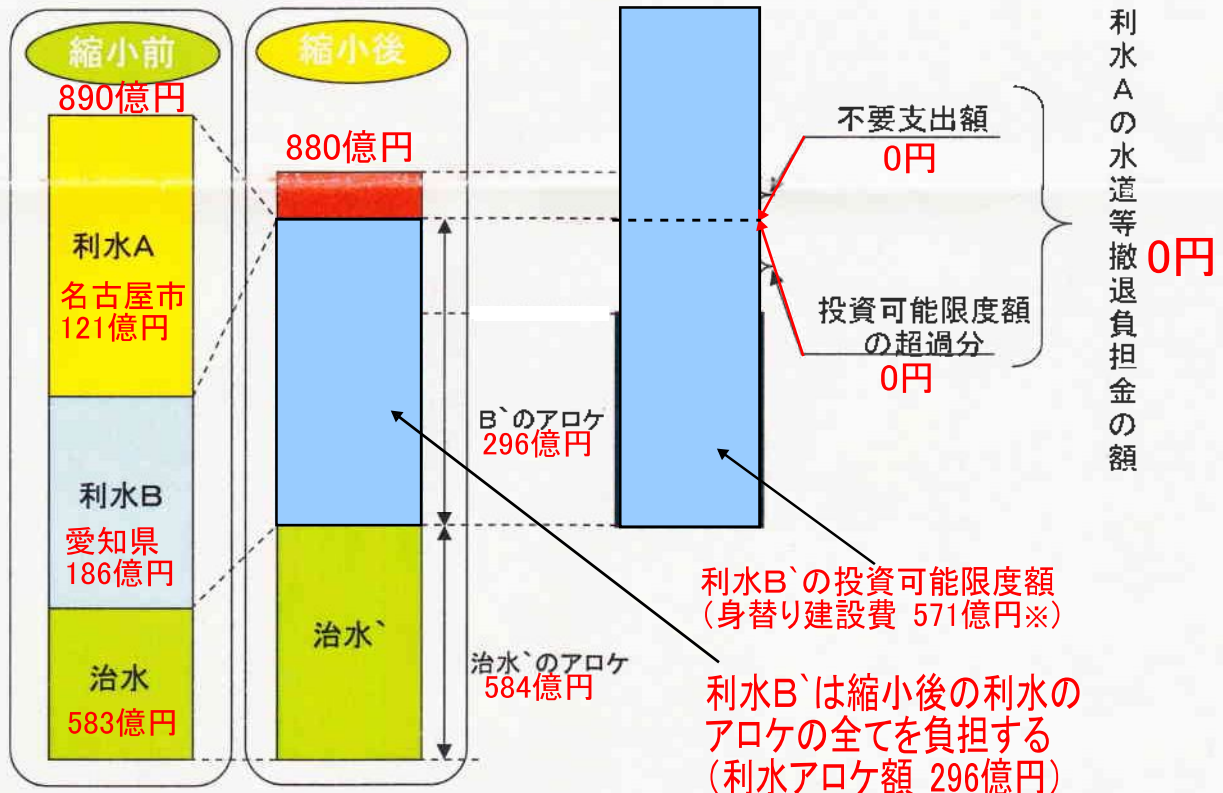 縮小前
890億円
利水A
名古屋市
121億円
利水B
愛知県
186億円
治水
583億円
縮小後
880億円
B`のアロケ
296億円
治水`
治水`のアロケ
584億円
不要支出額
0円
投資可能限度額
の超過分
0円
利水Aの水道等撤退負担金の額
0円
利水B`の投資可能限度額
(身替り建設費 571億円※)
利水B`は縮小後の利水の
アロケの全てを負担する
(利水アロケ額 296億円)